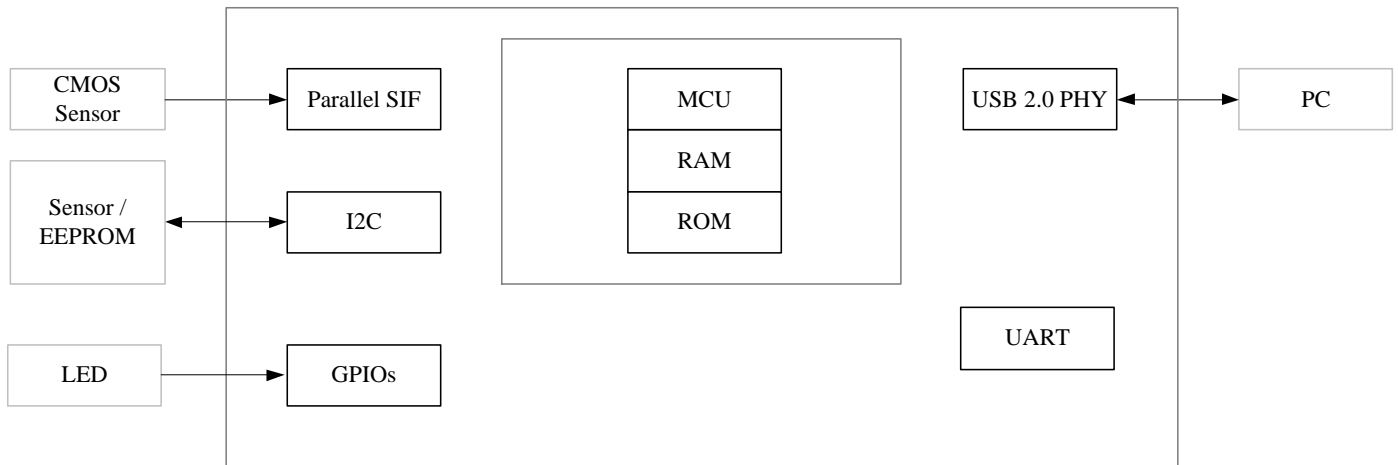 CMOS
Sensor
Parallel SIF
MCU
USB 2.0 PHY
PC
RAM
Sensor /
EEPROM
I2C
ROM
UART
LED
GPIOs